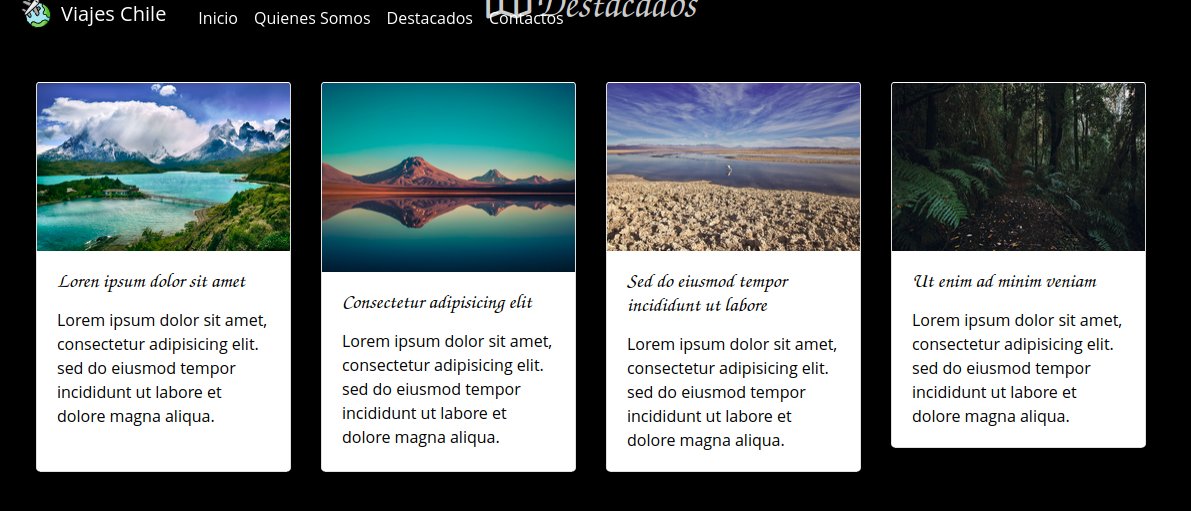 Viajes Chile Inicio Quienes Somos Destacados Contactos
Destacados
Loren ipsum dolor sit amet
Lorem ipsum dolor sit amet,
consectetur adipisicing elit.
sed do eiusmod tempor
incididunt ut labore et
dolore magna aliqua.
Consectetur adipisicing elit
Lorem ipsum dolor sit amet,
consectetur adipisicing elit.
sed do eiusmod tempor
incididunt ut labore et
dolore magna aliqua.
Sed do eiusmod tempor
incididunt ut labore
Lorem ipsum dolor sit amet,
consectetur adipisicing elit.
sed do eiusmod tempor
incididunt ut labore et
dolore magna aliqua.
Ut enim ad minim veniam
Lorem ipsum dolor sit amet,
consectetur adipisicing elit.
sed do eiusmod tempor
incididunt ut labore et
dolore magna aliqua.